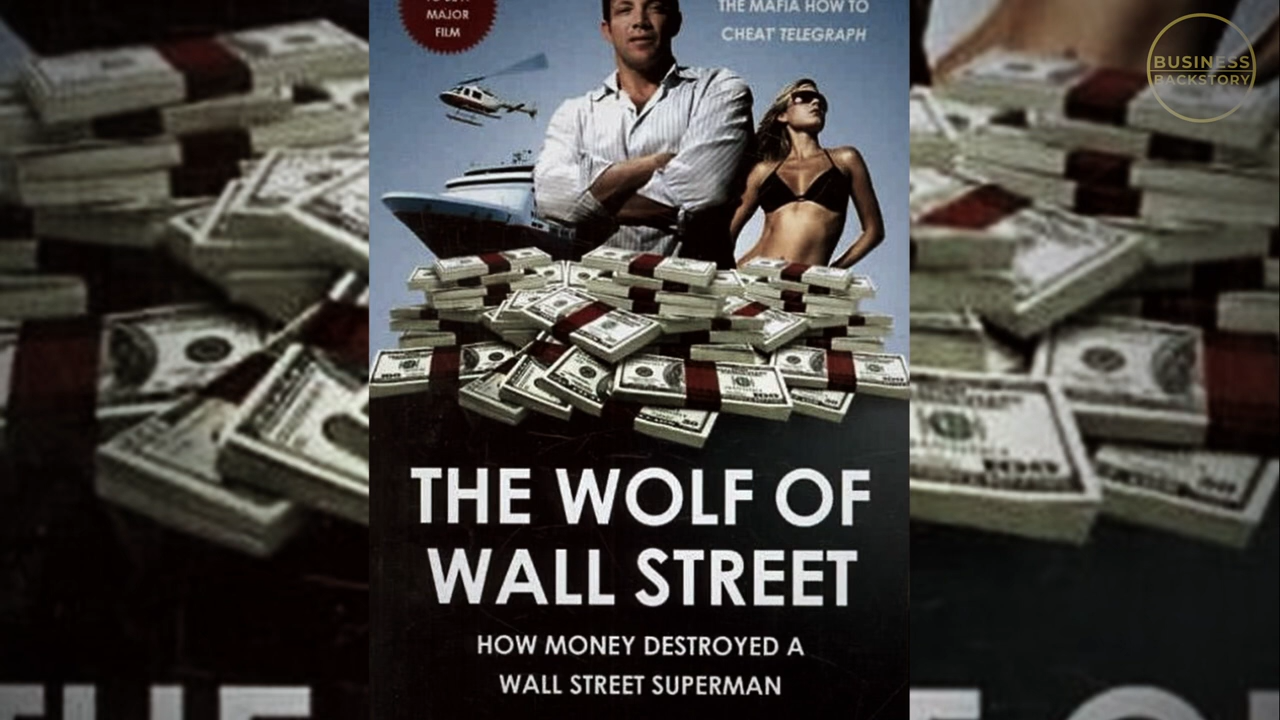 MAJOR
FILM
THE MAFIA HOW TO
CHEAT' TELEGRAPH
BUSINESS
BACKSTORY
THE WOLF OF
WALL STREET
HOW MONEY DESTROYED A
WALL STREET SUPERMAN